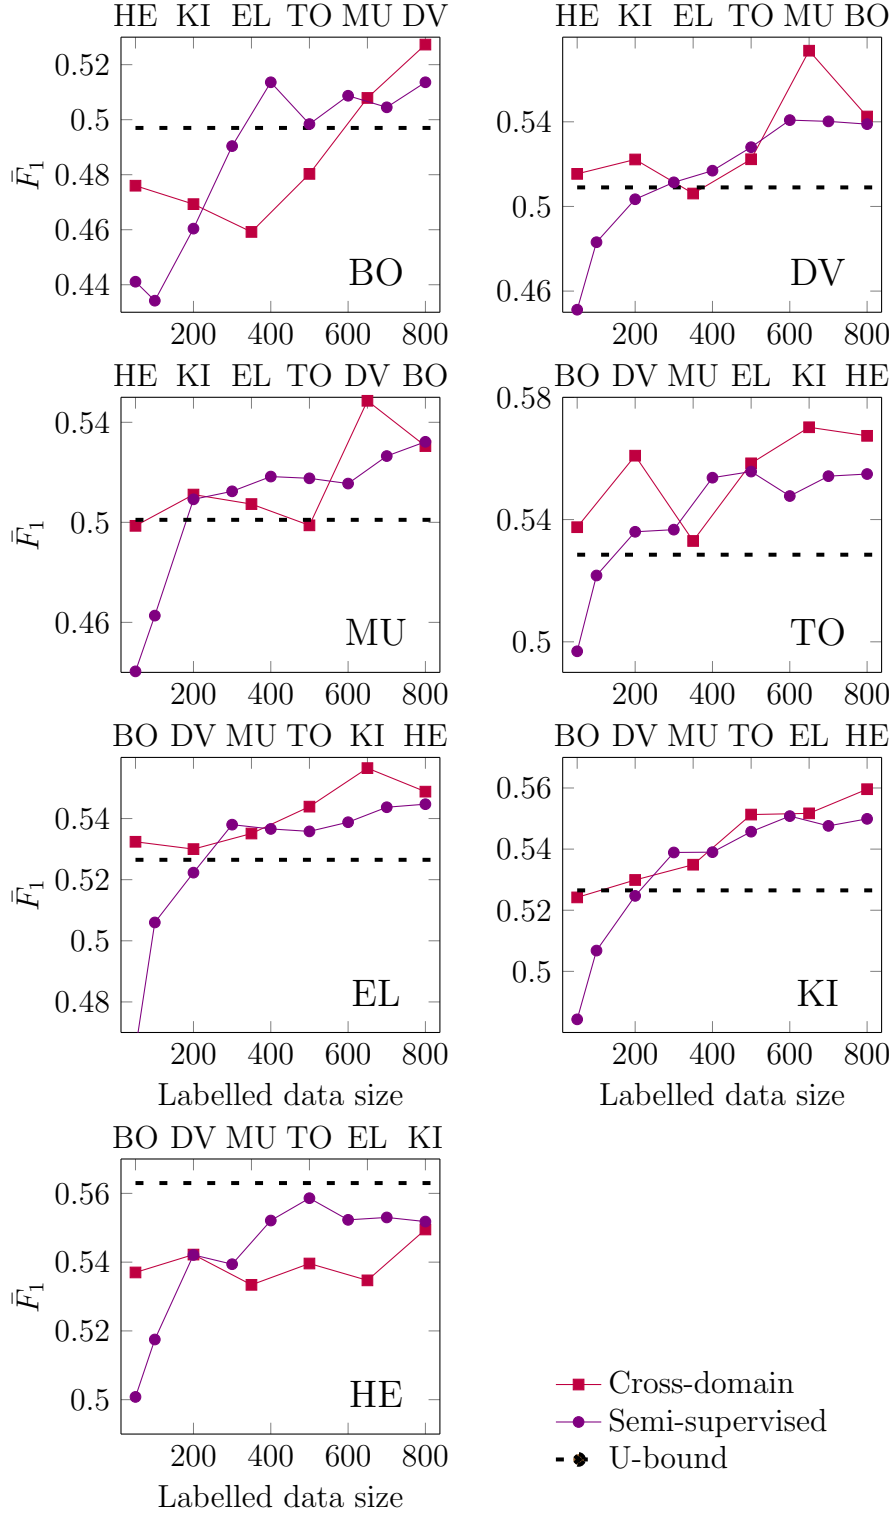 HE KI EL TO MU DV
0.52
0.5
0.48
0.46
0.44
F̄1
BO
200 400 600 800
HE KI EL TO MU BO
0.54
0.5
0.46
DV
200 400 600 800
HE KI EL TO DV BO
0.54
0.5
0.46
F̄1
MU
200 400 600 800
BO DV MU EL KI HE
0.58
0.54
0.5
TO
200 400 600 800
BO DV MU TO KI HE
0.54
0.52
0.5
0.48
F̄1
EL
200 400 600 800
Labelled data size
BO DV MU TO EL HE
0.56
0.54
0.52
0.5
KI
200 400 600 800
Labelled data size
BO DV MU TO EL KI
0.56
0.54
0.52
0.5
F̄1
HE
200 400 600 800
Labelled data size
Cross-domain
Semi-supervised
U-bound